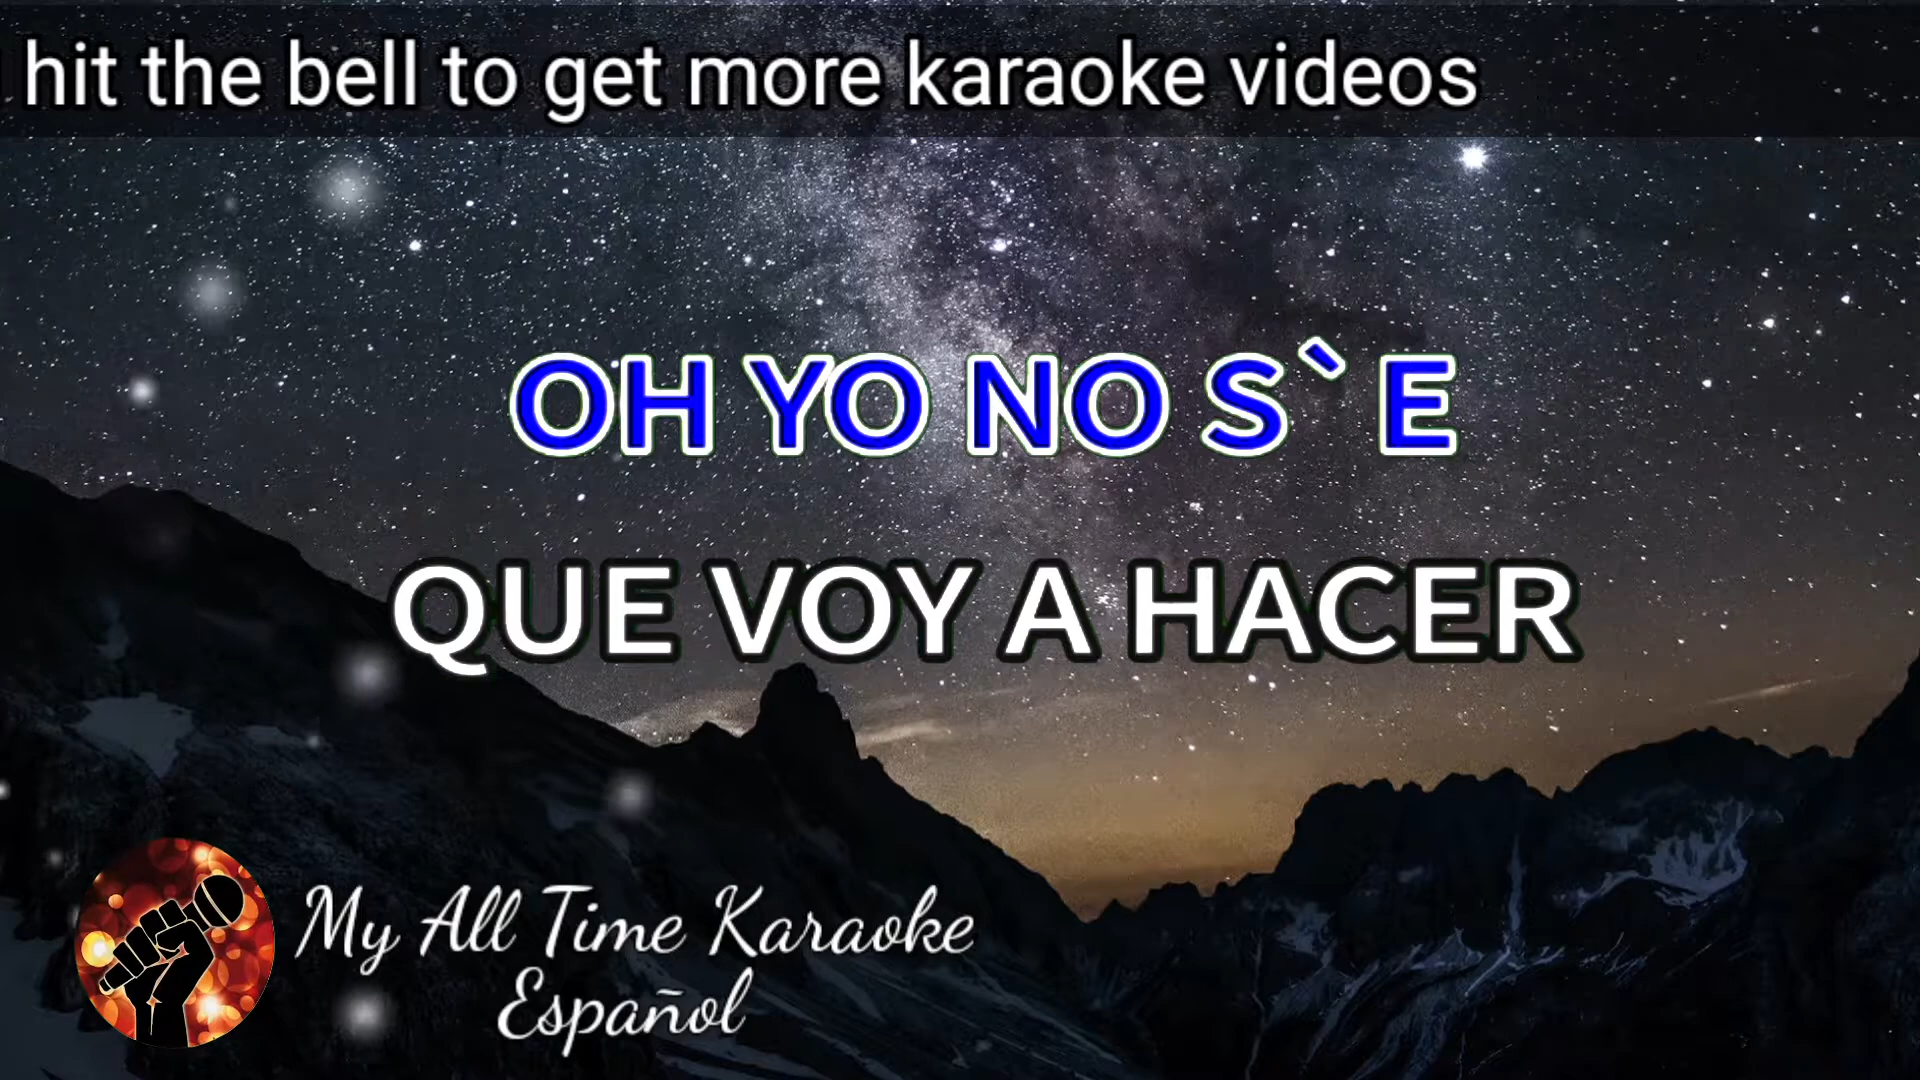 hit the bell to get more karaoke videos
OH YO NO S`E
QUE VOY A HACER
My All Time Karaoke
Español